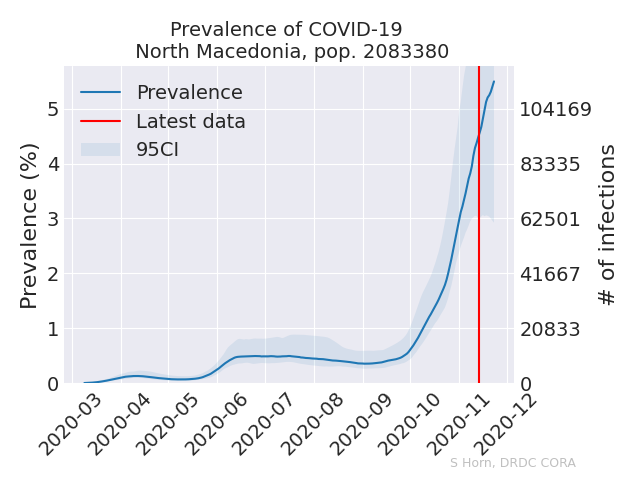 Prevalence of COVID-19
North Macedonia, pop. 2083380
Prevalence
Latest data
95CI
Prevalence (%)
5
4
3
2
1
0
104169
83335
62501
41667
20833
0
# of infections
2020-03
2020-04
2020-05
2020-06
2020-07
2020-08
2020-09
2020-10
2020-11
2020-12
S Horn, DRDC CORA